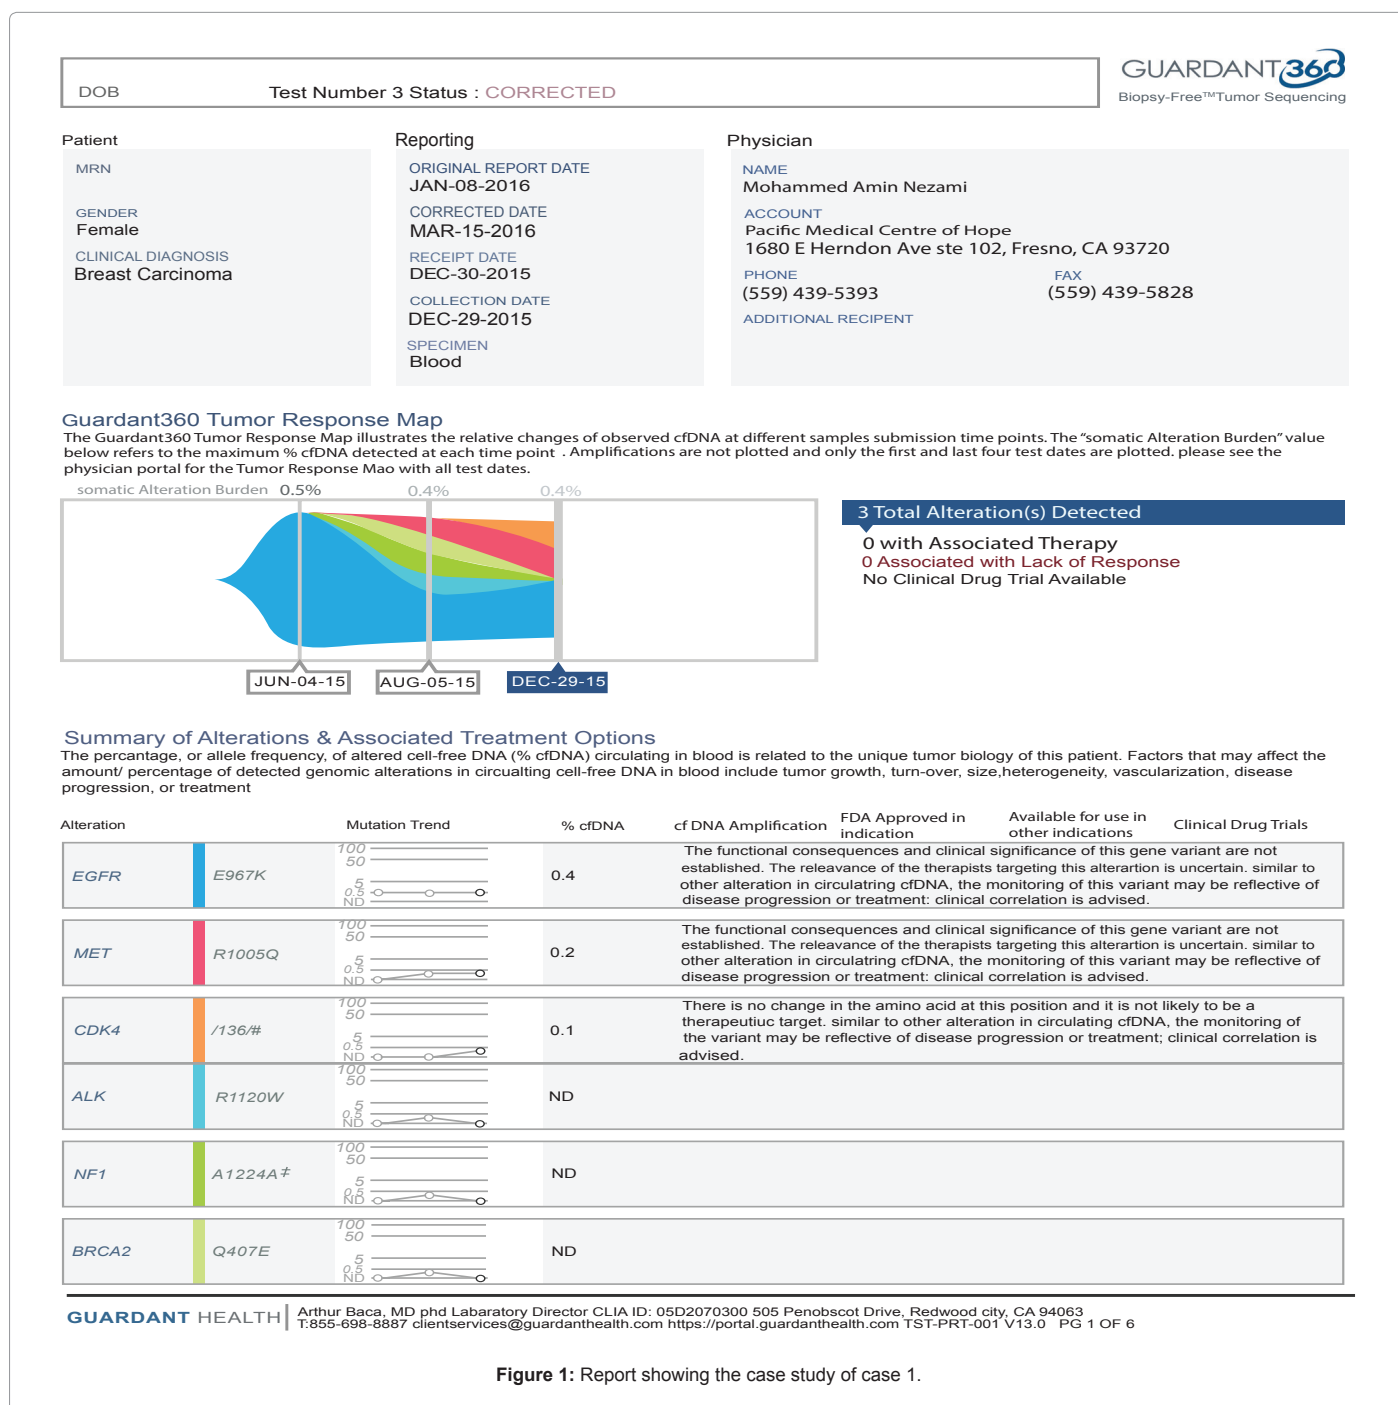 DOB Test Number 3 Status : CORRECTED
GUARDANT360
Biopsy-Free™Tumor Sequencing
Patient
MRN
GENDER
Female
CLINICAL DIAGNOSIS
Breast Carcinoma
Reporting
ORIGINAL REPORT DATE
JAN-08-2016
CORRECTED DATE
MAR-15-2016
RECEIPT DATE
DEC-30-2015
COLLECTION DATE
DEC-29-2015
SPECIMEN
Blood
Physician
NAME
Mohammed Amin Nezami
ACCOUNT
Pacific Medical Centre of Hope
1680 E Herndon Ave ste 102, Fresno, CA 93720
PHONE FAX
(559) 439-5393 (559) 439-5828
ADDITIONAL RECIPENT
Guardant360 Tumor Response Map
The Guardant360 Tumor Response Map illustrates the relative changes of observed cfDNA at different samples submission time points. The “somatic Alteration Burden” value
below refers to the maximum % cfDNA detected at each time point . Amplifications are not plotted and only the first and last four test dates are plotted. please see the
physician portal for the Tumor Response Mao with all test dates.
somatic Alteration Burden 0.5% 0.4% 0.4%
JUN-04-15 AUG-05-15 DEC-29-15
3 Total Alteration(s) Detected
0 with Associated Therapy
0 Associated with Lack of Response
No Clinical Drug Trial Available
Summary of Alterations & Associated Treatment Options
The percentage, or allele frequency, of altered cell-free DNA (% cfDNA) circulating in blood is related to the unique tumor biology of this patient. Factors that may affect the
amount/ percentage of detected genomic alterations in circualting cell-free DNA in blood include tumor growth, turn-over, size,heterogeneity, vascularization, disease
progression, or treatment
Alteration Mutation Trend % cfDNA cf DNA Amplification FDA Approved in indication Available for use in other indications Clinical Drug Trials
EGFR E967K
100
50
5
0.5
ND
0.4
The functional consequences and clinical significance of this gene variant are not
established. The releavance of the therapists targeting this alterartion is uncertain. similar to
other alteration in circulatring cfDNA, the monitoring of this variant may be reflective of
disease progression or treatment: clinical correlation is advised.
MET R1005Q
100
50
5
0.5
ND
0.2
The functional consequences and clinical significance of this gene variant are not
established. The releavance of the therapists targeting this alterartion is uncertain. similar to
other alteration in circulatring cfDNA, the monitoring of this variant may be reflective of
disease progression or treatment: clinical correlation is advised.
CDK4 /136/#
100
50
5
0.5
ND
0.1
There is no change in the amino acid at this position and it is not likely to be a
therapeutiuc target. similar to other alteration in circulating cfDNA, the monitoring of
the variant may be reflective of disease progression or treatment; clinical correlation is
advised.
ALK R1120W
100
50
5
0.5
ND
ND
NF1 A1224A‡
100
50
5
0.5
ND
ND
BRCA2 Q407E
100
50
5
0.5
ND
ND
GUARDANT HEALTH
Arthur Baca, MD phd Labaratory Director CLIA ID: 05D2070300 505 Penobscot Drive, Redwood city, CA 94063
T:855-698-8887 clientservices@guardanthealth.com https://portal.guardanthealth.com TST-PRT-001 V13.0 PG 1 OF 6
Figure 1: Report showing the case study of case 1.